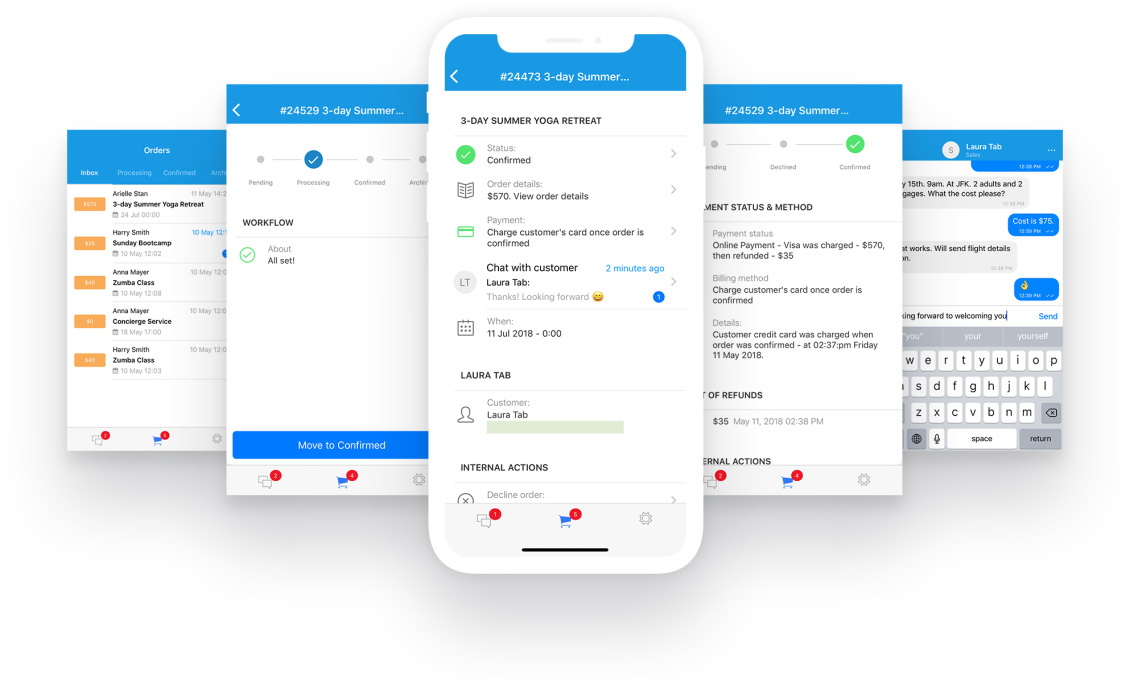 Orders
Inbox
Processing
Confirmed
Arielle Stan
11 May 14:2
$570
3-day Summer Yoga Retreat
24 Jul 00:00
Harry Smith
10 May 12:1
$35
Sunday Bootcamp
10 May 12:02
Anna Mayer
10 May 12:0
$45
Zumba Class
10 May 12:08
Anna Mayer
10 May 12:0
$0
Concierge Service
18 May 17:00
Harry Smith
10 May 12:0
$45
Zumba Class
10 May 12:03
2
5
#24529 3-day Summer...
Pending
Processing
Confirmed
WORKFLOW
About
All set!
Move to Confirmed
2
4
#24473 3-day Summer...
3-DAY SUMMER YOGA RETREAT
Status:
Confirmed
Order details:
$570. View order details
Payment:
Charge customer's card once order is
confirmed
Chat with customer
2 minutes ago
LT
Laura Tab:
Thanks! Looking forward 😀
1
When:
11 Jul 2018 - 0:00
LAURA TAB
Customer:
Laura Tab
INTERNAL ACTIONS
Decline order:
1
5
#24529 3-day Summer...
ending
Declined
Confirmed
MENT STATUS & METHOD
Payment status
Online Payment - Visa was charged - $570,
then refunded - $35
Billing method
Charge customer's card once order is
confirmed
Details:
Customer credit card was charged when
order was confirmed - at 02:37:pm Friday
11 May 2018.
T OF REFUNDS
$35 May 11, 2018 02:38 PM
ERNAL ACTIONS
2
4
S
Laura Tab
Sales
...
12:38 PM
y 15th. 9am. At JFK. 2 adults and 2
gages. What the cost please?
12:38 PM
Cost is $75.
12:39 PM
at works. Will send flight details
on.
12:39 PM
👌
12:39 PM
king forward to welcoming you
Send
"you"
your
yourself
w e r t y u i o p
s d f g h j k l
z x c v b n m
space
return